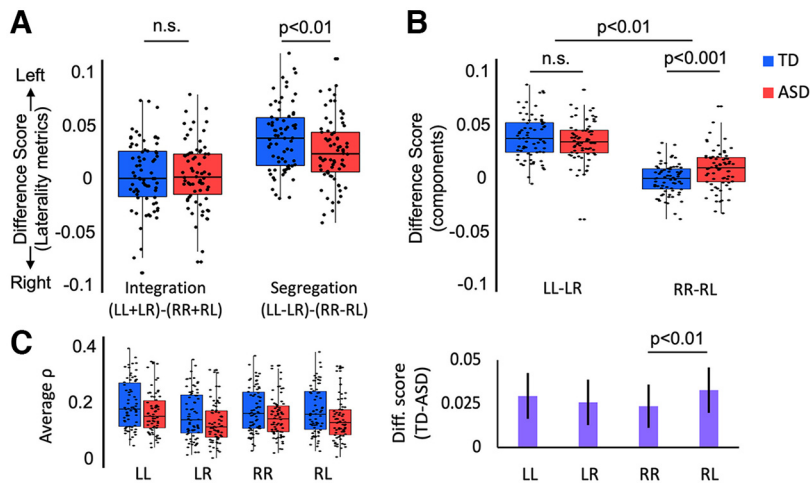 A
n.s.
p<0.01
Left
Difference Score
(Laterality metrics)
Right
0.1
0.05
0
-0.05
-0.1
Integration
(LL+LR)-(RR+RL)
Segregation
(LL-LR)-(RR-RL)
B
p<0.01
n.s.
p<0.001
TD
ASD
Difference Score
(components)
0.1
0.05
0
-0.05
-0.1
LL-LR
RR-RL
C
Average ρ
0.4
0.2
0
LL
LR
RR
RL
p<0.01
Diff. score
(TD-ASD)
0.05
0.025
0
LL
LR
RR
RL